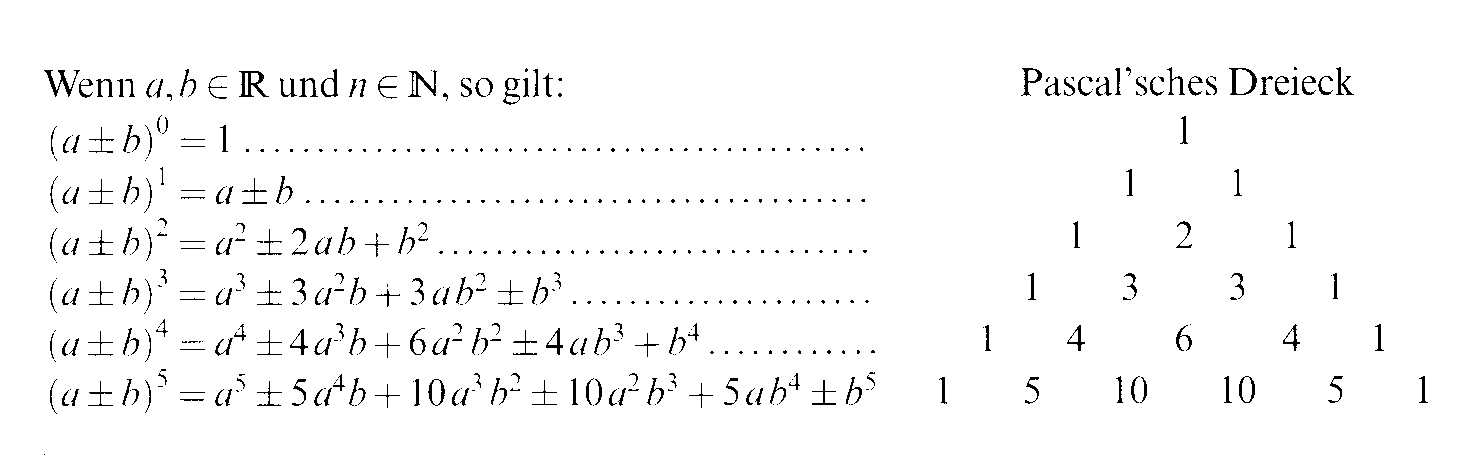 Wenn a, b ∈ ℝ und n ∈ ℕ, so gilt: Pascal'sches Dreieck
(a ± b)⁰ = 1 ........................................... 1
(a ± b)¹ = a ± b ....................................... 1 1
(a ± b)² = a² ± 2ab + b² .............................. 1 2 1
(a ± b)³ = a³ ± 3a²b + 3ab² ± b³ ..................... 1 3 3 1
(a ± b)⁴ = a⁴ ± 4a³b + 6a²b² ± 4ab³ + b⁴ ............ 1 4 6 4 1
(a ± b)⁵ = a⁵ ± 5a⁴b + 10a³b² ± 10a²b³ + 5ab⁴ ± b⁵ 1 5 10 10 5 1